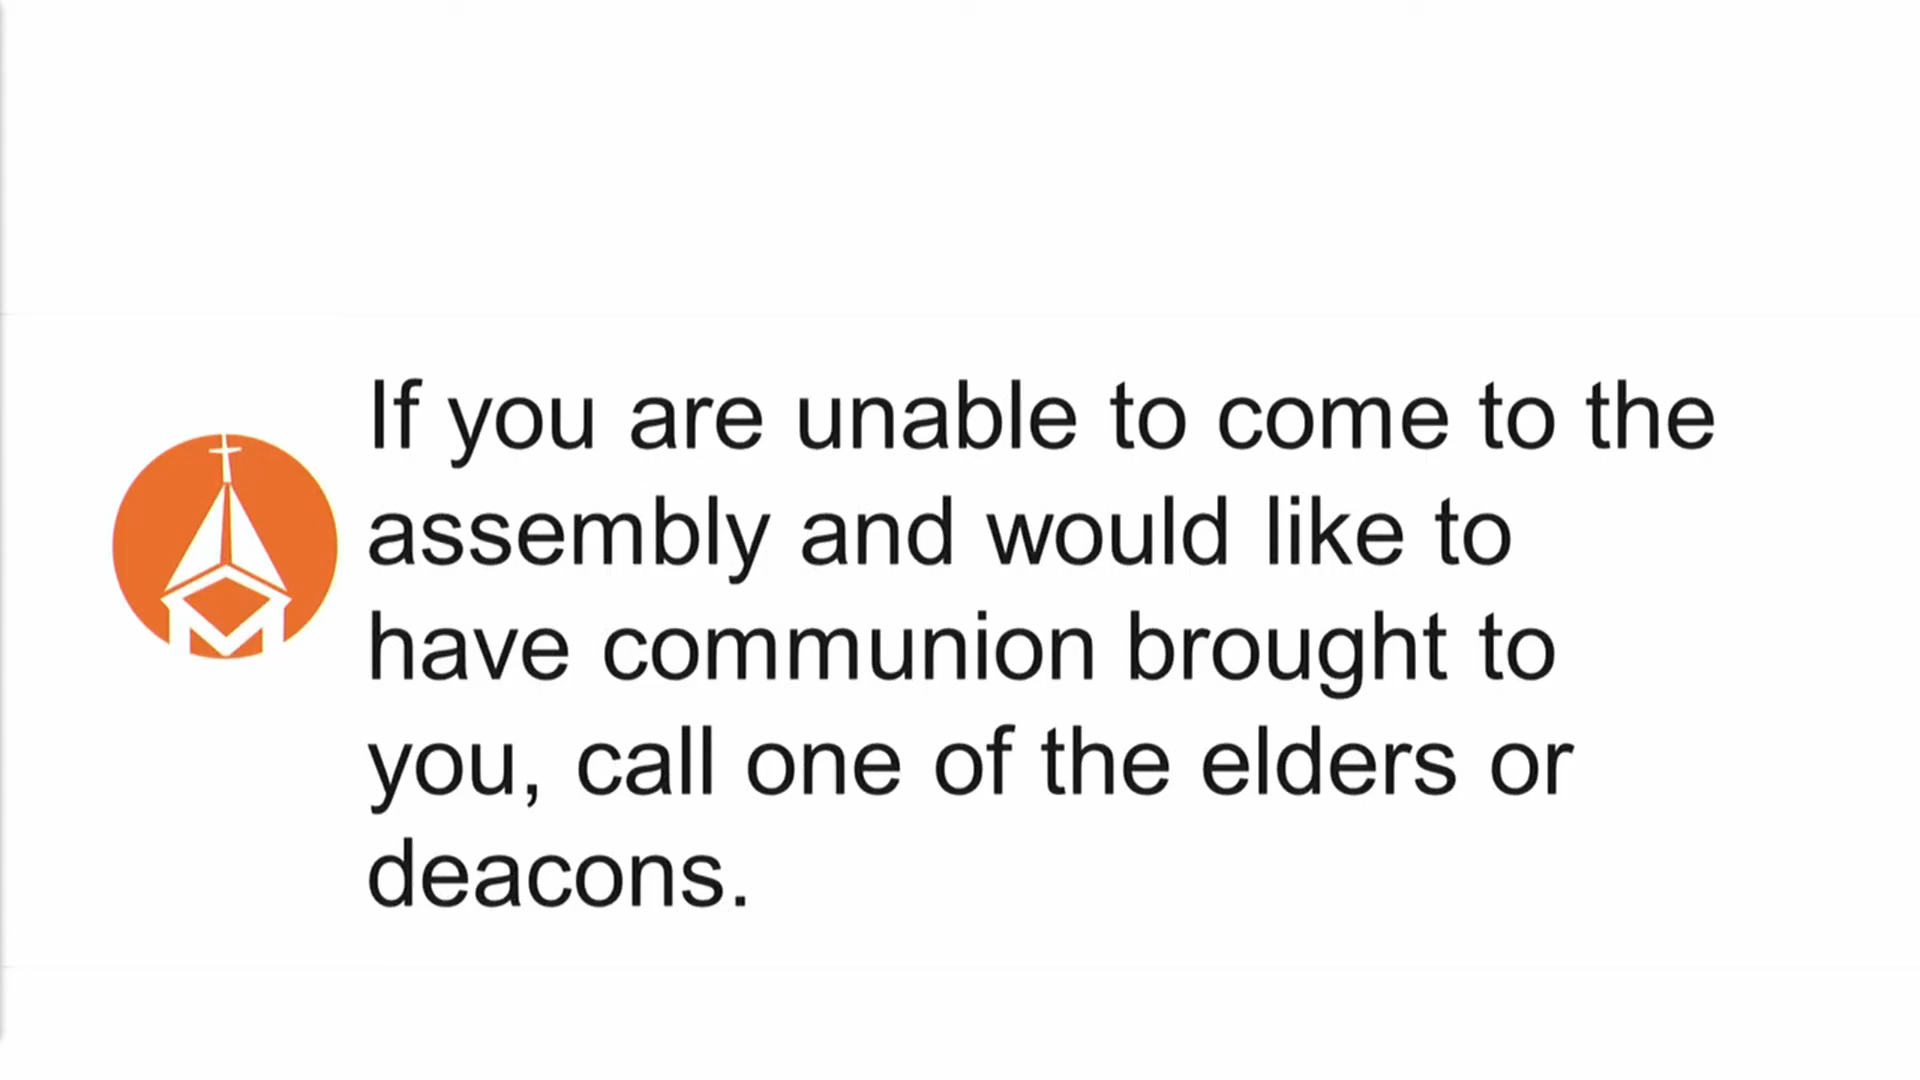 If you are unable to come to the
assembly and would like to
have communion brought to
you, call one of the elders or
deacons.